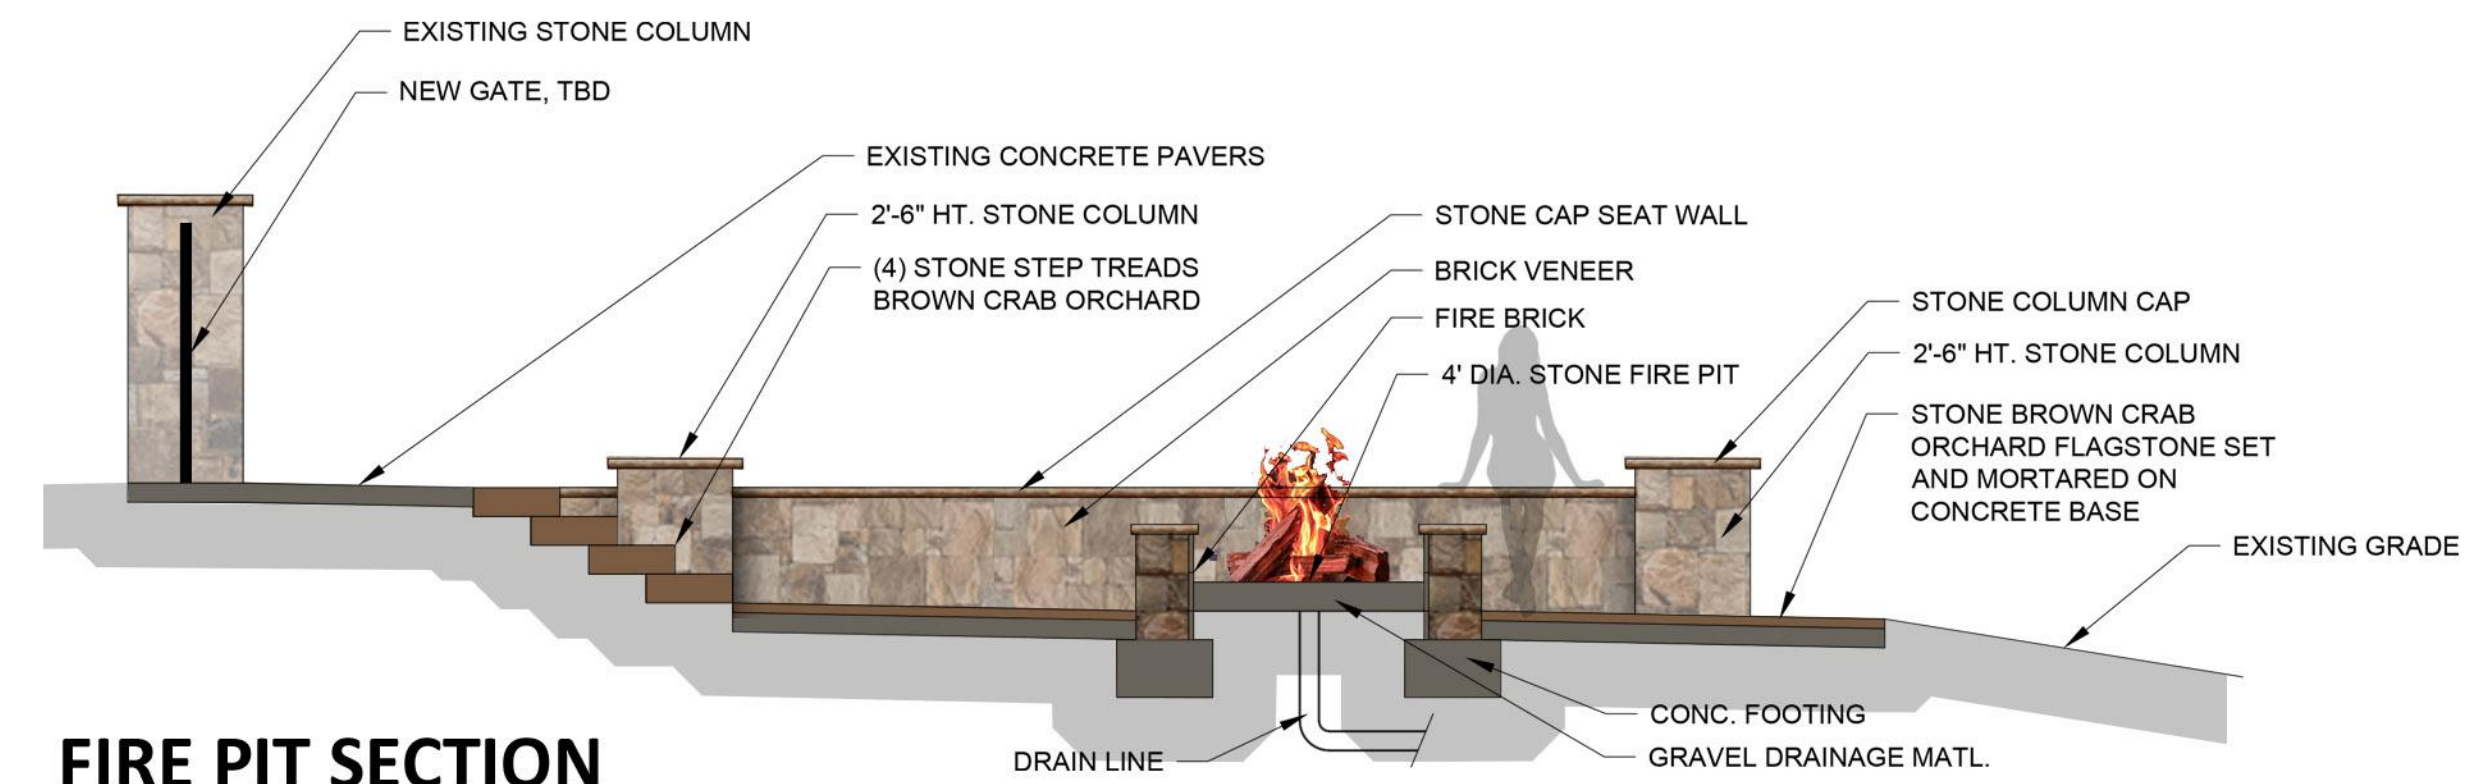 EXISTING STONE COLUMN
NEW GATE, TBD
EXISTING CONCRETE PAVERS
2'-6" HT. STONE COLUMN
(4) STONE STEP TREADS
BROWN CRAB ORCHARD
STONE CAP SEAT WALL
BRICK VENEER
FIRE BRICK
4' DIA. STONE FIRE PIT
STONE COLUMN CAP
2'-6" HT. STONE COLUMN
STONE BROWN CRAB
ORCHARD FLAGSTONE SET
AND MORTARED ON
CONCRETE BASE
EXISTING GRADE
CONC. FOOTING
GRAVEL DRAINAGE MATL.
DRAIN LINE
FIRE PIT SECTION